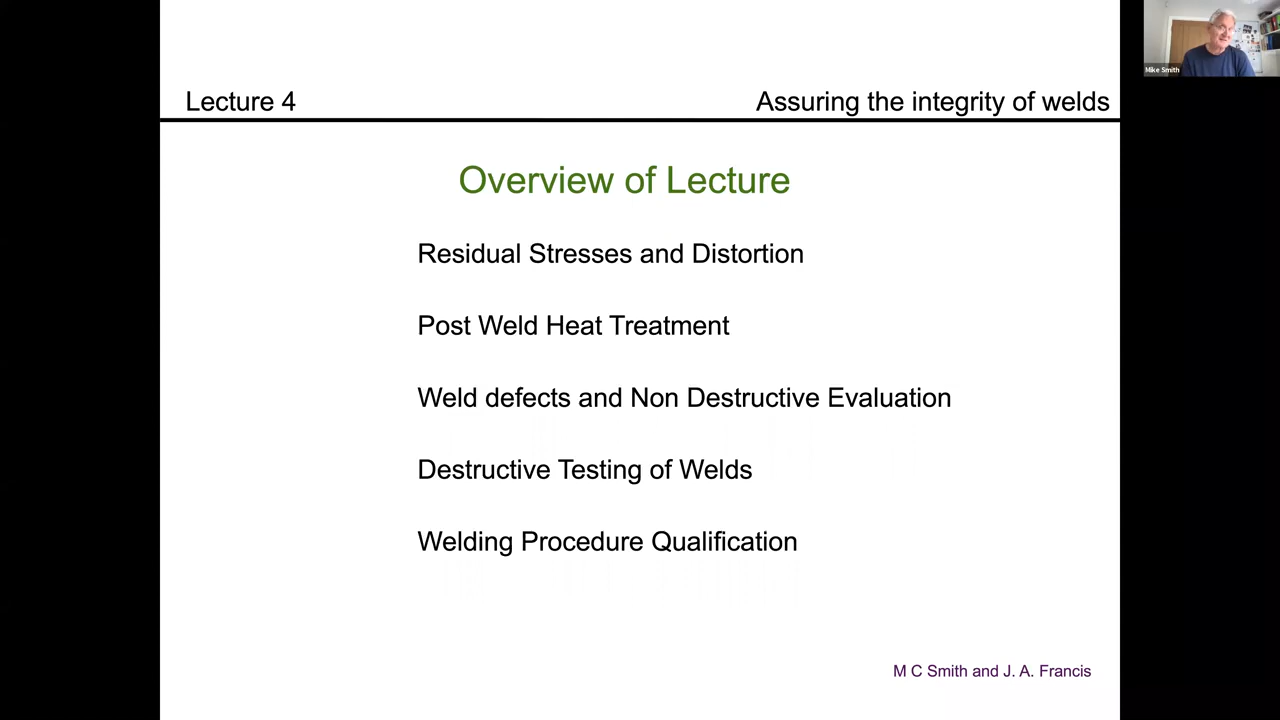 Lecture 4
Assuring the integrity of welds
Mike Smith
Overview of Lecture
Residual Stresses and Distortion
Post Weld Heat Treatment
Weld defects and Non Destructive Evaluation
Destructive Testing of Welds
Welding Procedure Qualification
M C Smith and J. A. Francis